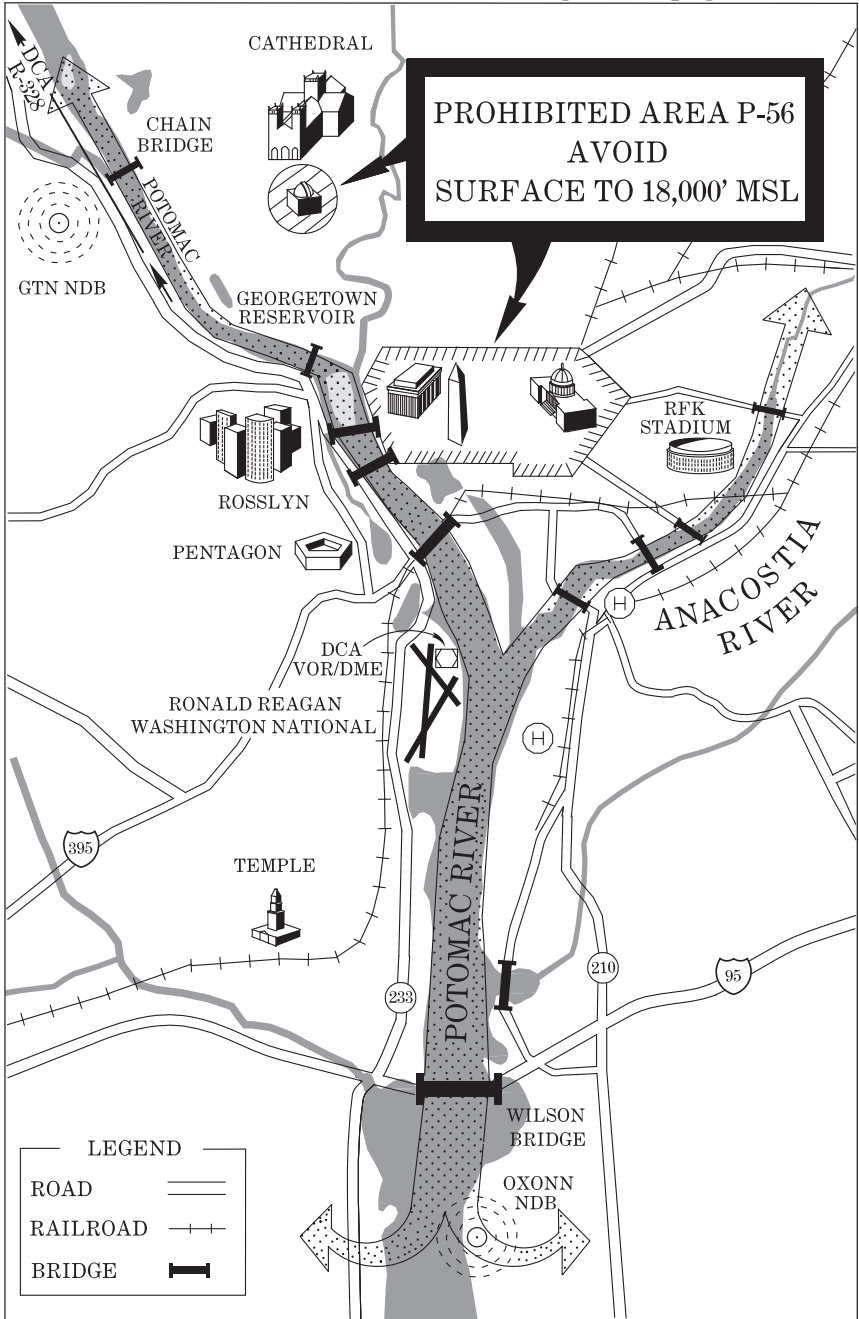 CATHEDRAL
DCA
R-328
PROHIBITED AREA P-56
AVOID
SURFACE TO 18,000’ MSL
CHAIN
BRIDGE
POTOMAC
RIVER
GTN NDB
GEORGETOWN
RESERVOIR
RFK
STADIUM
ROSSLYN
PENTAGON
ANACOSTIA
RIVER
H
DCA
VOR/DME
RONALD REAGAN
WASHINGTON NATIONAL
H
POTOMAC RIVER
395
TEMPLE
210
95
233
WILSON
BRIDGE
OXONN
NDB
LEGEND
ROAD
RAILROAD
BRIDGE